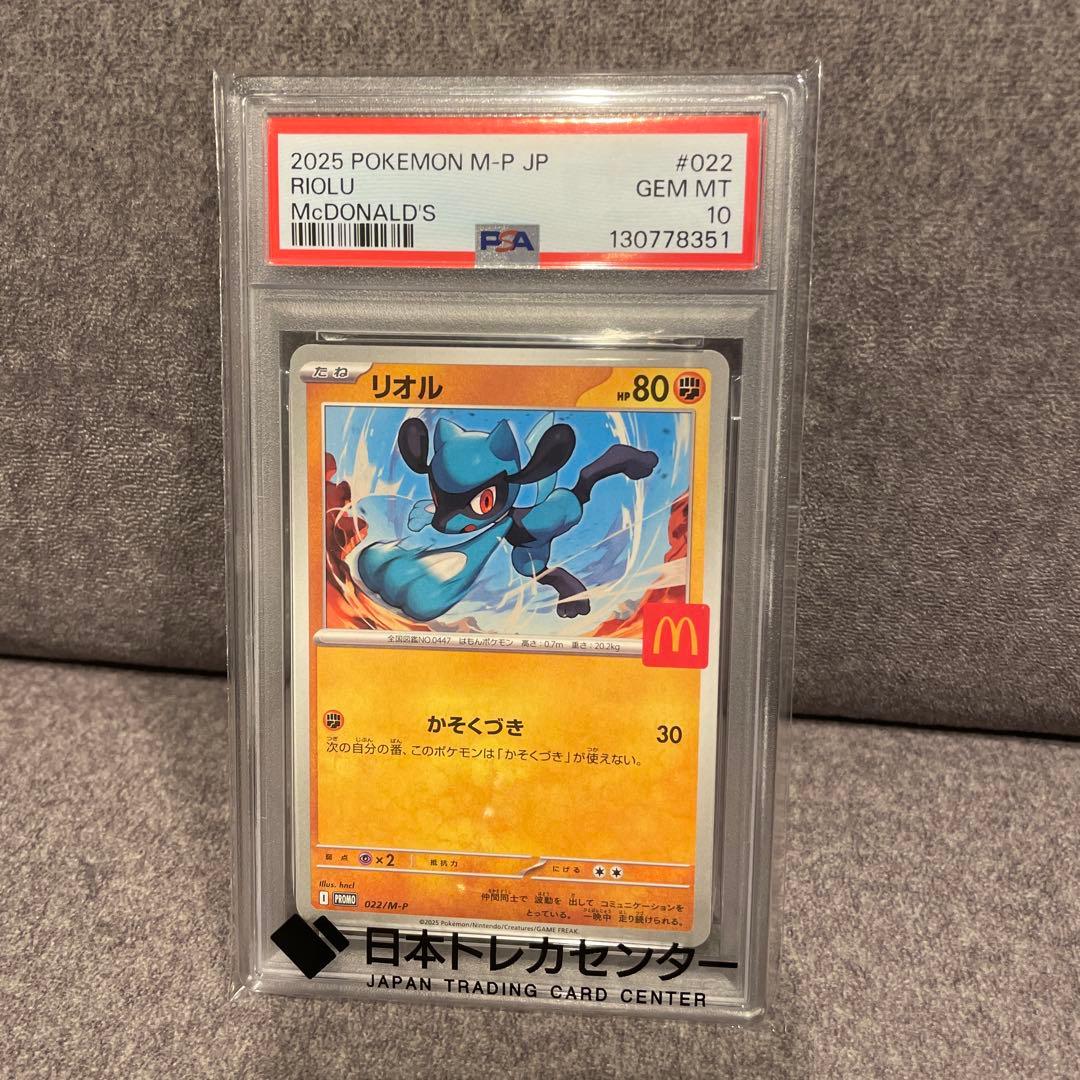 2025 POKEMON M-P JP #022
RIOLU GEM MT
McDONALD'S 10
PSA 130778351
たね リオル HP 80
全国図鑑NO.0447 はもんポケモン 高さ:0.7m 重さ:20.2kg
かそくづき 30
次の自分の番、このポケモンは「かそくづき」が使えない。
弱点 ×2 抵抗力 にげる
Illus. hncl
仲間同士で 波動を 出して コミュニケーションを
とっている。 一晩中 走り続けられる。
I PROMO 022/M-P
©2025 Pokémon/Nintendo/Creatures/GAME FREAK.
日本トレカセンター
JAPAN TRADING CARD CENTER